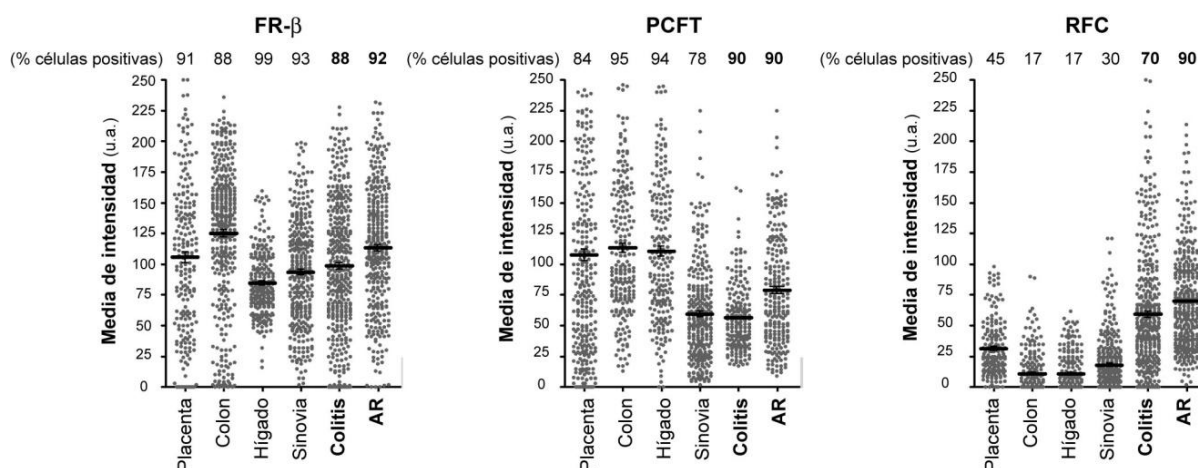 FR-β
(% células positivas) 91 88 99 93 88 92
250
225
200
175
150
125
100
75
50
25
0
Media de intensidad (u.a.)
Placenta
Colon
Hígado
Sinovia
Colitis
AR
PCFT
(% células positivas) 84 95 94 78 90 90
250
225
200
175
150
125
100
75
50
25
0
Media de intensidad (u.a.)
Placenta
Colon
Hígado
Sinovia
Colitis
AR
RFC
(% células positivas) 45 17 17 30 70 90
250
225
200
175
150
125
100
75
50
25
0
Media de intensidad (u.a.)
Placenta
Colon
Hígado
Sinovia
Colitis
AR